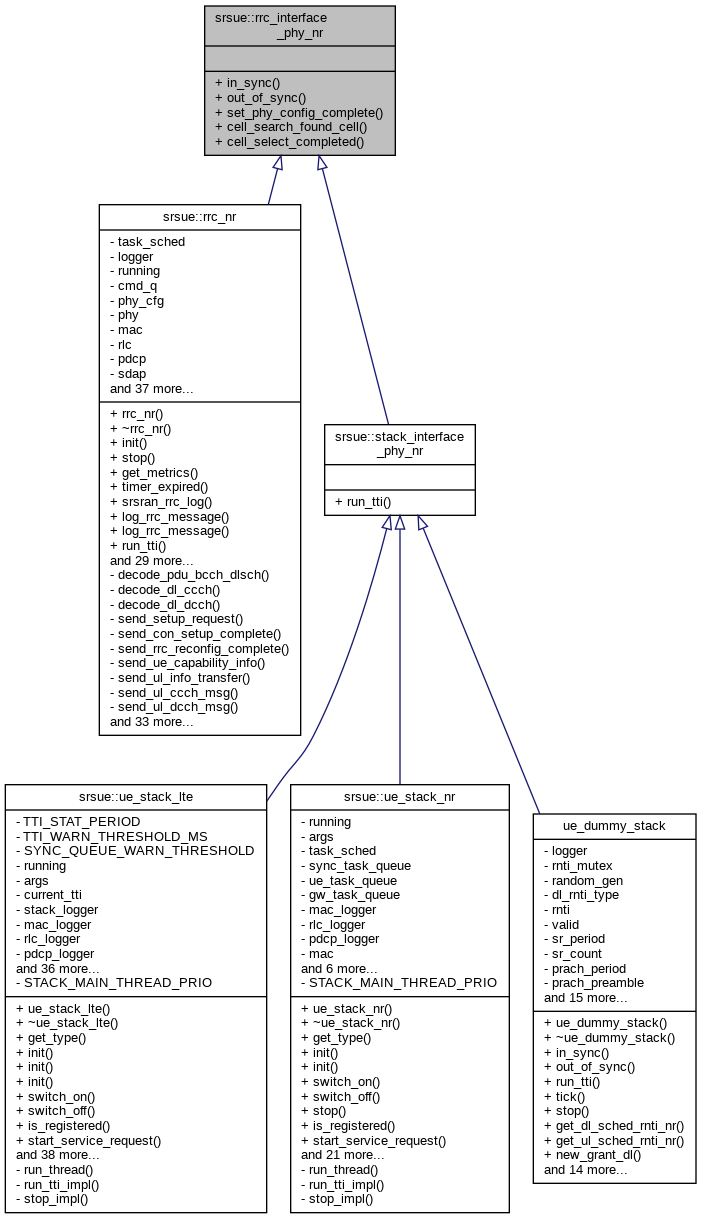 srsue::rrc_interface
_phy_nr
+ in_sync()
+ out_of_sync()
+ set_phy_config_complete()
+ cell_search_found_cell()
+ cell_select_completed()
srsue::rrc_nr
- task_sched
- logger
- running
- cmd_q
- phy_cfg
- phy
- mac
- rlc
- pdcp
- sdap
and 37 more...
+ rrc_nr()
+ ~rrc_nr()
+ init()
+ stop()
+ get_metrics()
+ timer_expired()
+ srsran_rrc_log()
+ log_rrc_message()
+ log_rrc_message()
+ run_tti()
and 29 more...
- decode_pdu_bcch_dlsch()
- decode_dl_ccch()
- decode_dl_dcch()
- send_setup_request()
- send_con_setup_complete()
- send_rrc_reconfig_complete()
- send_ue_capability_info()
- send_ul_info_transfer()
- send_ul_ccch_msg()
- send_ul_dcch_msg()
and 33 more...
srsue::stack_interface
_phy_nr
+ run_tti()
srsue::ue_stack_lte
- TTI_STAT_PERIOD
- TTI_WARN_THRESHOLD_MS
- SYNC_QUEUE_WARN_THRESHOLD
- running
- args
- current_tti
- stack_logger
- mac_logger
- rlc_logger
- pdcp_logger
and 36 more...
- STACK_MAIN_THREAD_PRIO
+ ue_stack_lte()
+ ~ue_stack_lte()
+ get_type()
+ init()
+ init()
+ init()
+ switch_on()
+ switch_off()
+ is_registered()
+ start_service_request()
and 38 more...
- run_thread()
- run_tti_impl()
- stop_impl()
srsue::ue_stack_nr
- running
- args
- task_sched
- sync_task_queue
- ue_task_queue
- gw_task_queue
- mac_logger
- rlc_logger
- pdcp_logger
- mac
and 6 more...
- STACK_MAIN_THREAD_PRIO
+ ue_stack_nr()
+ ~ue_stack_nr()
+ get_type()
+ init()
+ init()
+ switch_on()
+ switch_off()
+ stop()
+ is_registered()
+ start_service_request()
and 21 more...
- run_thread()
- run_tti_impl()
- stop_impl()
ue_dummy_stack
- logger
- rnti_mutex
- random_gen
- dl_rnti_type
- rnti
- valid
- sr_period
- sr_count
- prach_period
- prach_preamble
and 15 more...
+ ue_dummy_stack()
+ ~ue_dummy_stack()
+ in_sync()
+ out_of_sync()
+ run_tti()
+ tick()
+ stop()
+ get_dl_sched_rnti_nr()
+ get_ul_sched_rnti_nr()
+ new_grant_dl()
and 14 more...